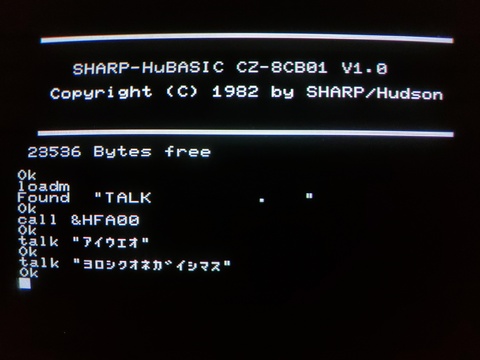 SHARP-HuBASIC CZ-8CB01 V1.0
Copyright (C) 1982 by SHARP/Hudson
23536 Bytes free
Ok
loadm
Found "TALK . "
Ok
call &HFA00
Ok
talk "アイウエオ"
Ok
talk "ヨロシクオネガイシマス"
Ok